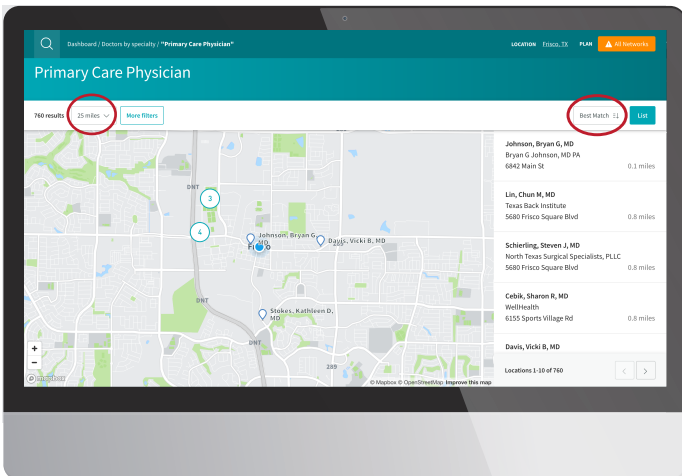 Dashboard / Doctors by specialty / "Primary Care Physician"
LOCATION Frisco, TX PLAN All Networks
Primary Care Physician
760 results 25 miles More filters Best Match List
DNT
3
4
Johnson, Bryan G, MD
Frisco
Davis, Vicki B, MD
DNT
Stokes, Kathleen D, MD
DNT
289
+
−
mapbox
© Mapbox © OpenStreetMap Improve this map
Johnson, Bryan G, MD
Bryan G Johnson, MD PA
6842 Main St 0.1 miles
Lin, Chun M, MD
Texas Back Institute
5680 Frisco Square Blvd 0.8 miles
Schierling, Steven J, MD
North Texas Surgical Specialists, PLLC
5680 Frisco Square Blvd 0.8 miles
Cebik, Sharon R, MD
WellHealth
6155 Sports Village Rd 0.8 miles
Davis, Vicki B, MD
Locations 1-10 of 760